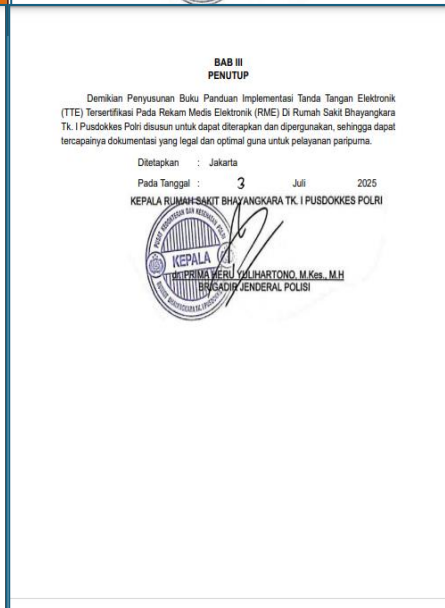 BAB III
PENUTUP
Demikian Penyusunan Buku Panduan Implementasi Tanda Tangan Elektronik
(TTE) Tersertifikasi Pada Rekam Medis Elektronik (RME) Di Rumah Sakit Bhayangkara
Tk. I Pusdokkes Polri disusun untuk dapat diterapkan dan dipergunakan, sehingga dapat
tercapainya dokumentasi yang legal dan optimal guna untuk pelayanan paripurna.
Ditetapkan : Jakarta
Pada Tanggal : 3 Juli 2025
KEPALA RUMAH SAKIT BHAYANGKARA TK. I PUSDOKKES POLRI
KEPALA
dr. PRIMA HERU YULIHARTONO, M.Kes., M.H
BRIGADIR JENDERAL POLISI